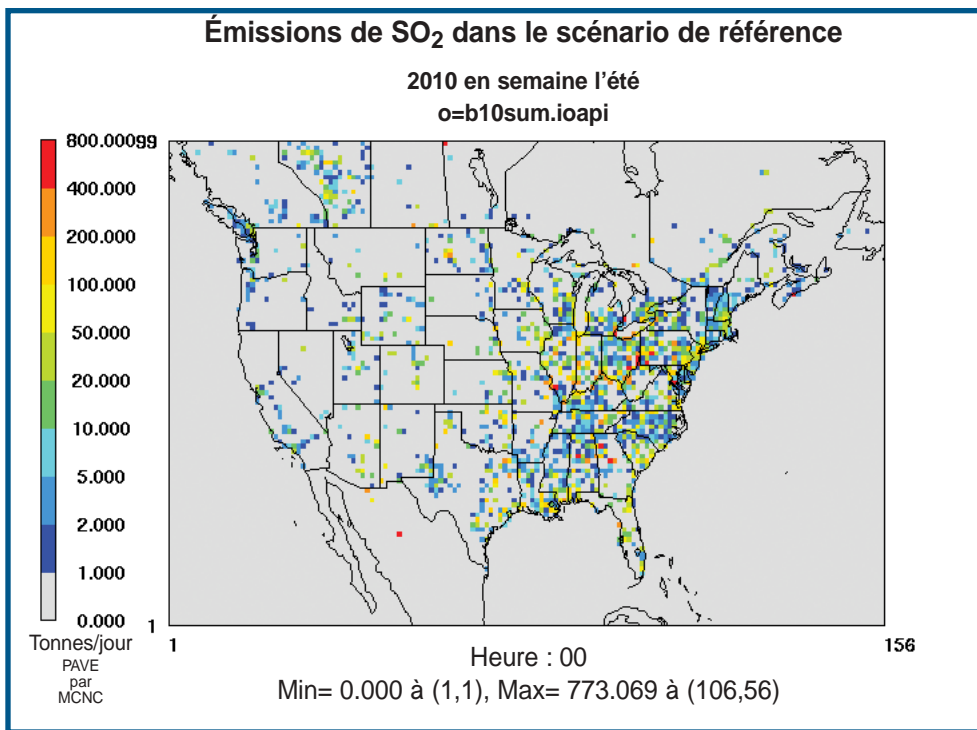 Émissions de SO2 dans le scénario de référence
2010 en semaine l'été
o=b10sum.ioapi
800.000
99
400.000
200.000
100.000
50.000
20.000
10.000
5.000
2.000
1.000
0.000
1
1
156
Tonnes/jour
PAVE
par
MCNC
Heure : 00
Min= 0.000 à (1,1), Max= 773.069 à (106,56)